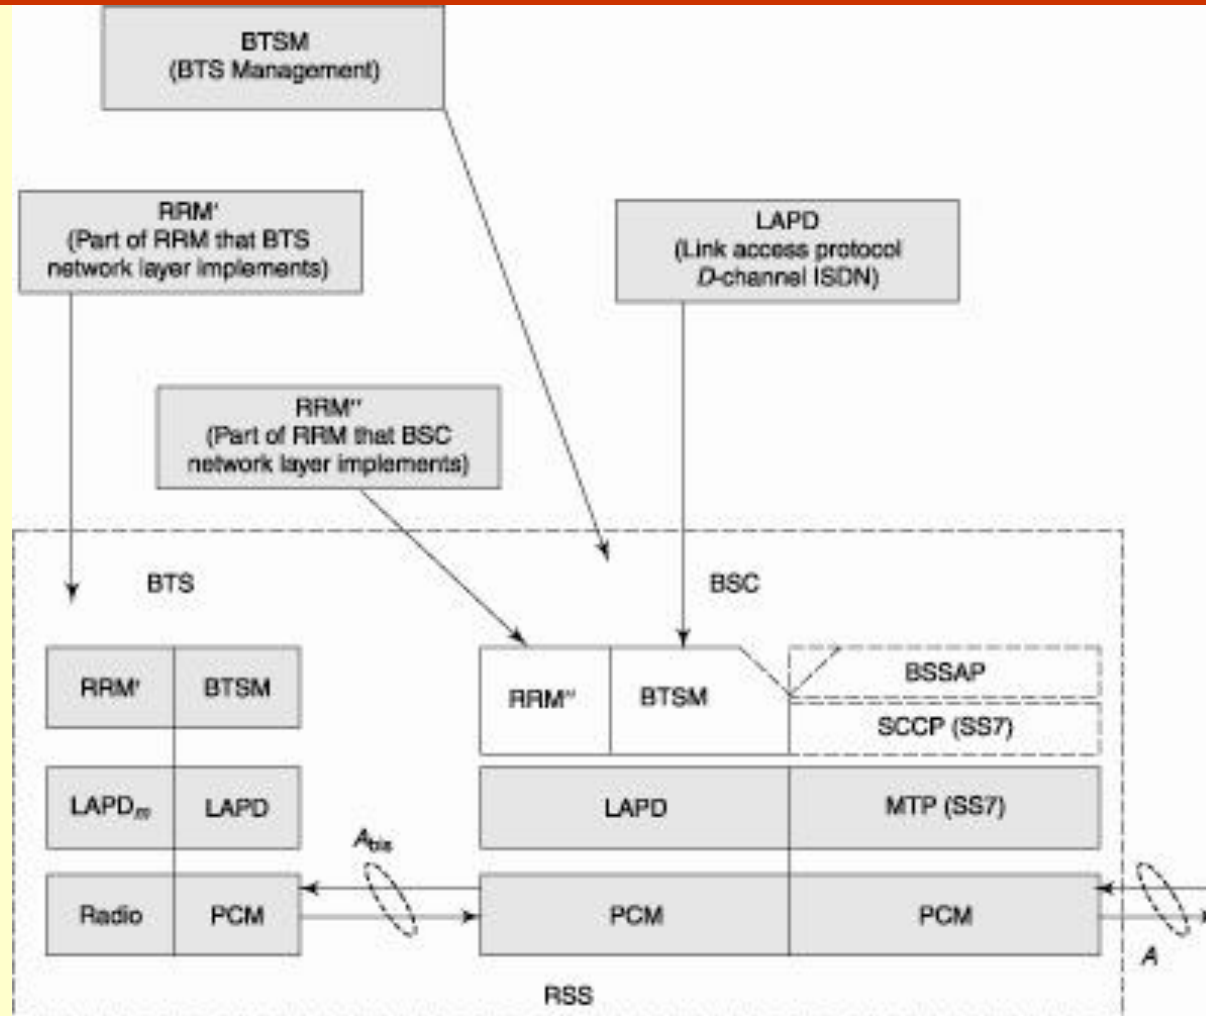 BTSM
(BTS Management)
RRM'
(Part of RRM that BTS
network layer implements)
LAPD
(Link access protocol
D-channel ISDN)
RRM''
(Part of RRM that BSC
network layer implements)
BTS
BSC
RRM'
BTSM
RRM''
BTSM
BSSAP
SCCP (SS7)
LAPDm
LAPD
LAPD
MTP (SS7)
Abis
Radio
PCM
PCM
PCM
A
RSS